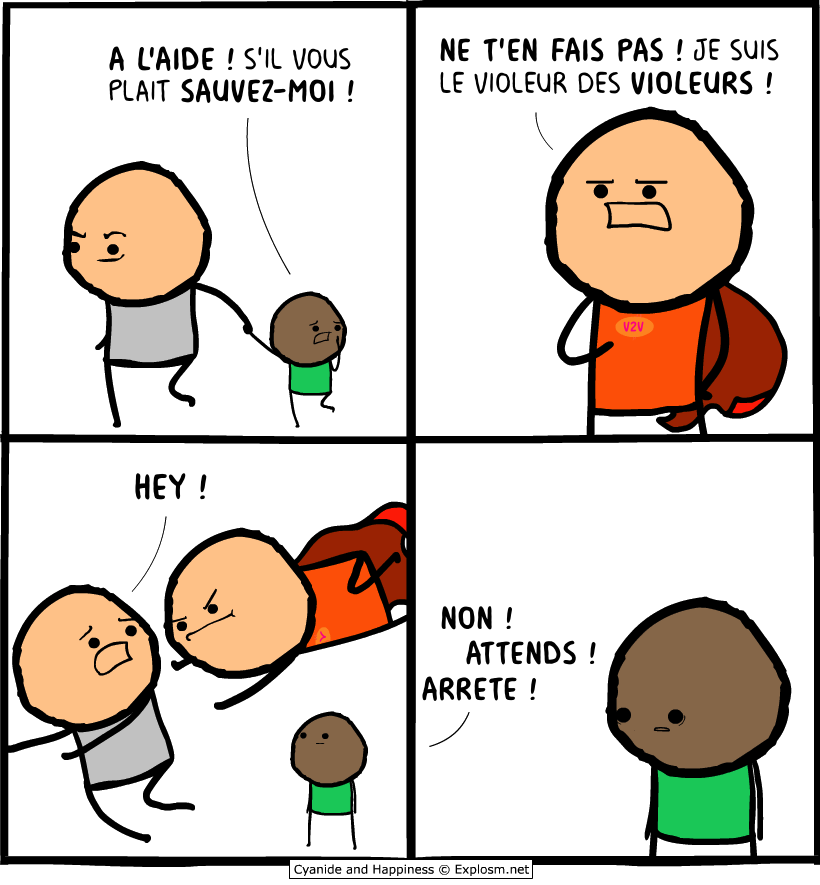 A L'AIDE ! S'IL VOUS
PLAIT SAUVEZ-MOI !
NE T'EN FAIS PAS ! JE SUIS
LE VIOLEUR DES VIOLEURS !
V2V
HEY !
NON !
ATTENDS !
ARRETE !
Cyanide and Happiness © Explosm.net